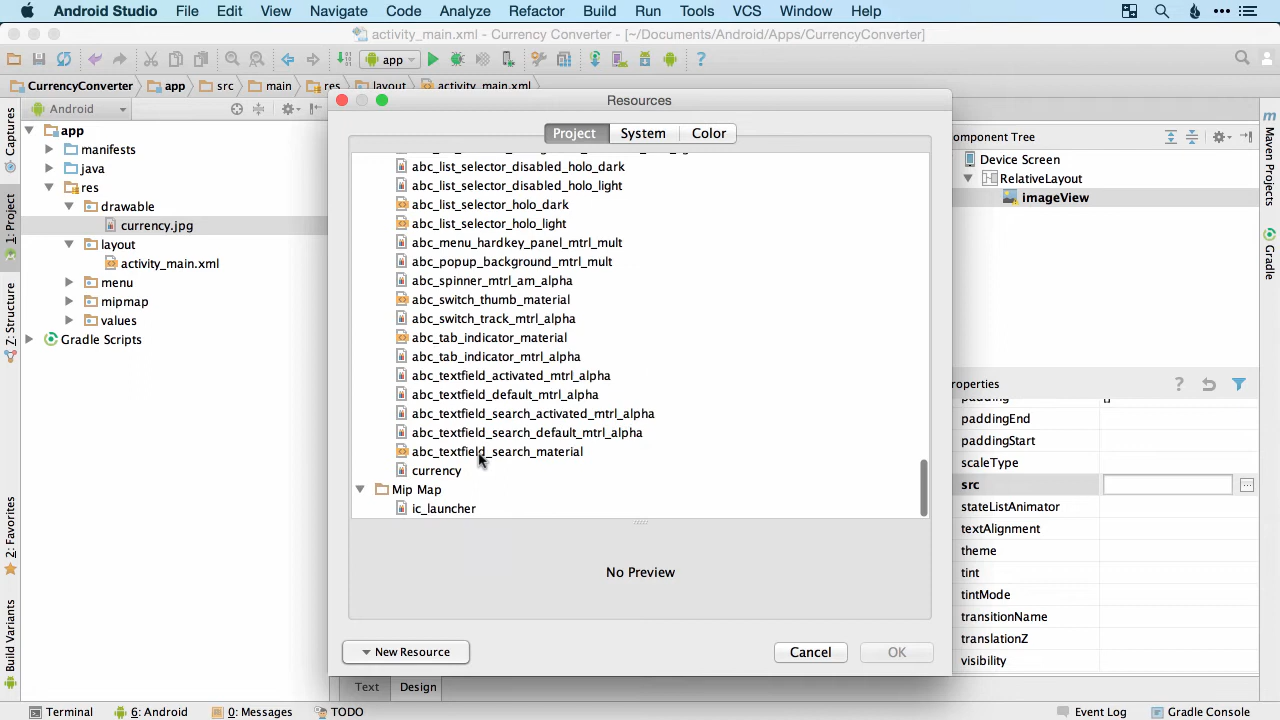 Android Studio File Edit View Navigate Code Analyze Refactor Build Run Tools VCS Window Help
activity_main.xml - Currency Converter - [~/Documents/Android/Apps/CurrencyConverter]
app
CurrencyConverter app src main res layout activity_main.xml
Captures
1: Project
Z: Structure
2: Favorites
Build Variants
Android
app
manifests
java
res
drawable
currency.jpg
layout
activity_main.xml
menu
mipmap
values
Gradle Scripts
Resources
Project System Color
abc_list_selector_disabled_holo_dark
abc_list_selector_disabled_holo_light
abc_list_selector_holo_dark
abc_list_selector_holo_light
abc_menu_hardkey_panel_mtrl_mult
abc_popup_background_mtrl_mult
abc_spinner_mtrl_am_alpha
abc_switch_thumb_material
abc_switch_track_mtrl_alpha
abc_tab_indicator_material
abc_tab_indicator_mtrl_alpha
abc_textfield_activated_mtrl_alpha
abc_textfield_default_mtrl_alpha
abc_textfield_search_activated_mtrl_alpha
abc_textfield_search_default_mtrl_alpha
abc_textfield_search_material
currency
Mip Map
ic_launcher
No Preview
New Resource Cancel OK
Text Design
omponent Tree
Device Screen
RelativeLayout
imageView
roperties
padding []
paddingEnd
paddingStart
scaleType
src
stateListAnimator
textAlignment
theme
tint
tintMode
transitionName
translationZ
visibility
Maven Projects
Gradle
Terminal 6: Android 0: Messages TODO Event Log Gradle Console